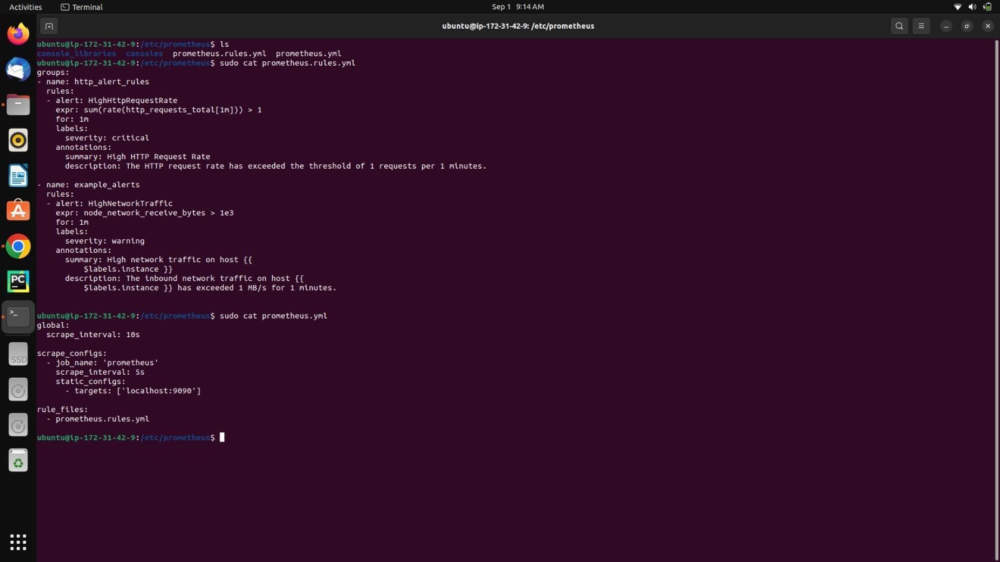 Activities Terminal Sep 1 9:14 AM
ubuntu@ip-172-31-42-9: /etc/prometheus
ubuntu@ip-172-31-42-9:/etc/prometheus$ ls
console_libraries consoles prometheus.rules.yml prometheus.yml
ubuntu@ip-172-31-42-9:/etc/prometheus$ sudo cat prometheus.rules.yml
groups:
- name: http_alert_rules
  rules:
  - alert: HighHttpRequestRate
    expr: sum(rate(http_requests_total[1m])) > 1
    for: 1m
    labels:
      severity: critical
    annotations:
      summary: High HTTP Request Rate
      description: The HTTP request rate has exceeded the threshold of 1 requests per 1 minutes.
- name: example_alerts
  rules:
  - alert: HighNetworkTraffic
    expr: node_network_receive_bytes > 1e3
    for: 1m
    labels:
      severity: warning
    annotations:
      summary: High network traffic on host {{
          $labels.instance }}
      description: The inbound network traffic on host {{
          $labels.instance }} has exceeded 1 MB/s for 1 minutes.
ubuntu@ip-172-31-42-9:/etc/prometheus$ sudo cat prometheus.yml
global:
  scrape_interval: 10s
scrape_configs:
  - job_name: 'prometheus'
    scrape_interval: 5s
    static_configs:
      - targets: ['localhost:9090']
rule_files:
  - prometheus.rules.yml
ubuntu@ip-172-31-42-9:/etc/prometheus$
PC
SSD